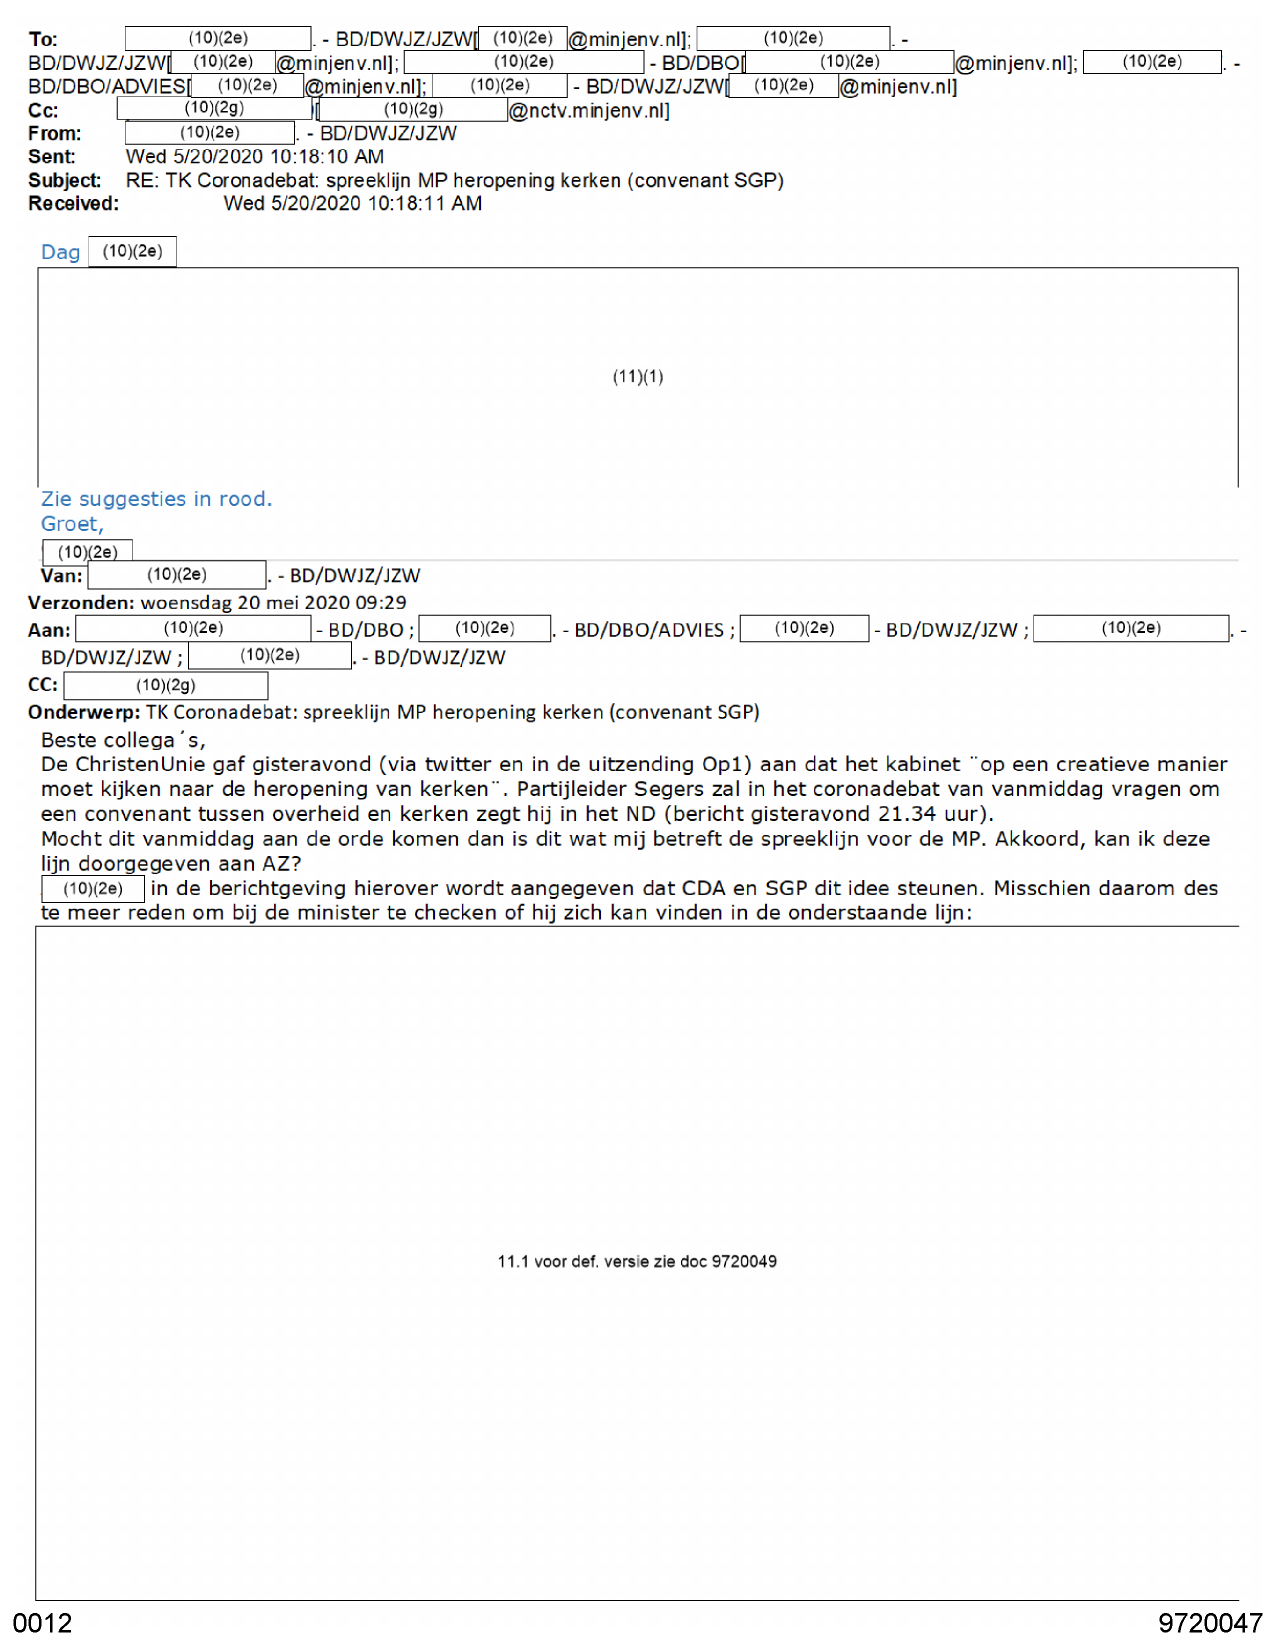 To: (10)(2e) . - BD/DWJZ/JZW[ (10)(2e) @minjenv.nl]; (10)(2e) . -
BD/DWJZ/JZW[ (10)(2e) @minjenv.nl]; (10)(2e) - BD/DBO[ (10)(2e) @minjenv.nl]; (10)(2e) . -
BD/DBO/ADVIES[ (10)(2e) @minjenv.nl]; (10)(2e) - BD/DWJZ/JZW[ (10)(2e) @minjenv.nl]
Cc: (10)(2g) [ (10)(2g) @nctv.minjenv.nl]
From: (10)(2e) . - BD/DWJZ/JZW
Sent: Wed 5/20/2020 10:18:10 AM
Subject: RE: TK Coronadebat: spreeklijn MP heropening kerken (convenant SGP)
Received: Wed 5/20/2020 10:18:11 AM
Dag (10)(2e)
(11)(1)
Zie suggesties in rood.
Groet,
(10)(2e)
Van: (10)(2e) . - BD/DWJZ/JZW
Verzonden: woensdag 20 mei 2020 09:29
Aan: (10)(2e) - BD/DBO ; (10)(2e) . - BD/DBO/ADVIES ; (10)(2e) - BD/DWJZ/JZW ; (10)(2e) . -
BD/DWJZ/JZW ; (10)(2e) . - BD/DWJZ/JZW
CC: (10)(2g)
Onderwerp: TK Coronadebat: spreeklijn MP heropening kerken (convenant SGP)
Beste collega´s,
De ChristenUnie gaf gisteravond (via twitter en in de uitzending Op1) aan dat het kabinet ¨op een creatieve manier
moet kijken naar de heropening van kerken¨. Partijleider Segers zal in het coronadebat van vanmiddag vragen om
een convenant tussen overheid en kerken zegt hij in het ND (bericht gisteravond 21.34 uur).
Mocht dit vanmiddag aan de orde komen dan is dit wat mij betreft de spreeklijn voor de MP. Akkoord, kan ik deze
lijn doorgegeven aan AZ?
(10)(2e) in de berichtgeving hierover wordt aangegeven dat CDA en SGP dit idee steunen. Misschien daarom des
te meer reden om bij de minister te checken of hij zich kan vinden in de onderstaande lijn:
11.1 voor def. versie zie doc 9720049
0012 9720047